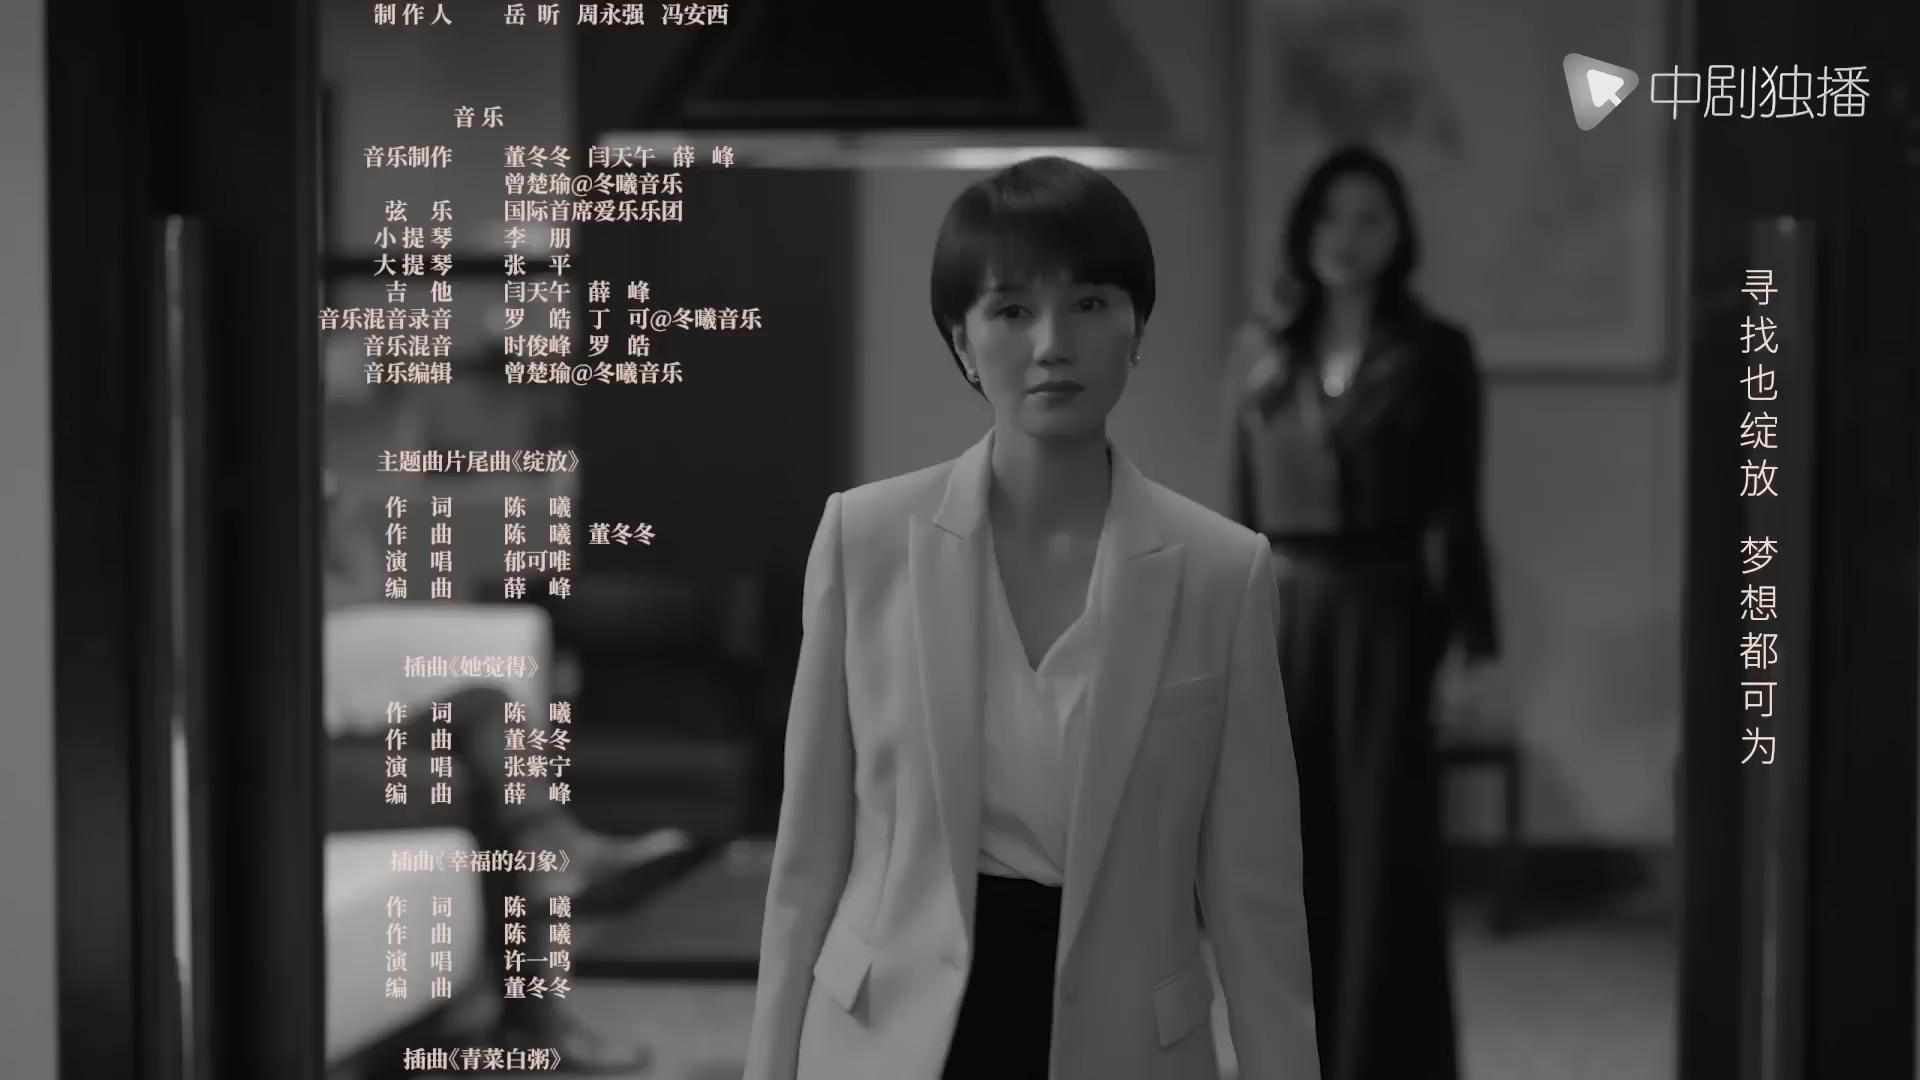 制作人 岳昕 周永强 冯安西
音乐
音乐制作 董冬冬 闫天午 薛峰
曾楚瑜@冬曦音乐
弦乐 国际首席爱乐乐团
小提琴 李朋
大提琴 张平
吉他 闫天午 薛峰
音乐混音录音 罗皓 丁可@冬曦音乐
音乐混音 时俊峰 罗皓
音乐编辑 曾楚瑜@冬曦音乐
主题曲片尾曲《绽放》
作词 陈曦
作曲 陈曦 董冬冬
演唱 郁可唯
编曲 薛峰
插曲《她觉得》
作词 陈曦
作曲 董冬冬
演唱 张紫宁
编曲 薛峰
插曲《幸福的幻象》
作词 陈曦
作曲 陈曦
演唱 许一鸣
编曲 董冬冬
插曲《青菜白粥》
中剧独播
寻找也绽放 梦想都可为